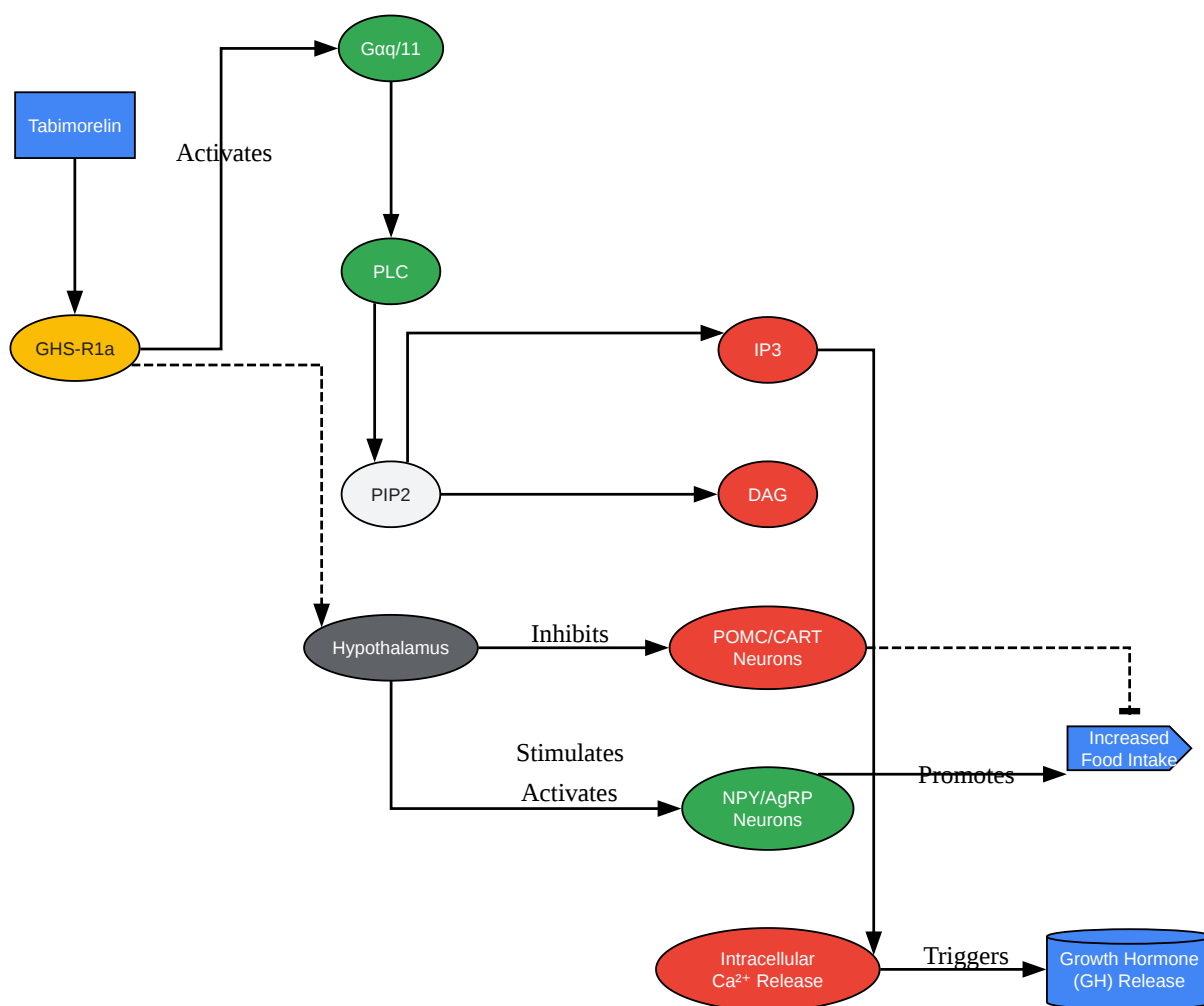 Gαq/11
Tabimorelin
Activates
PLC
GHS-R1a
IP3
PIP2
DAG
Hypothalamus
Inhibits
POMC/CART
Neurons
Stimulates
Activates
NPY/AgRP
Neurons
Promotes
Increased
Food Intake
Intracellular
Ca²⁺ Release
Triggers
Growth Hormone
(GH) Release